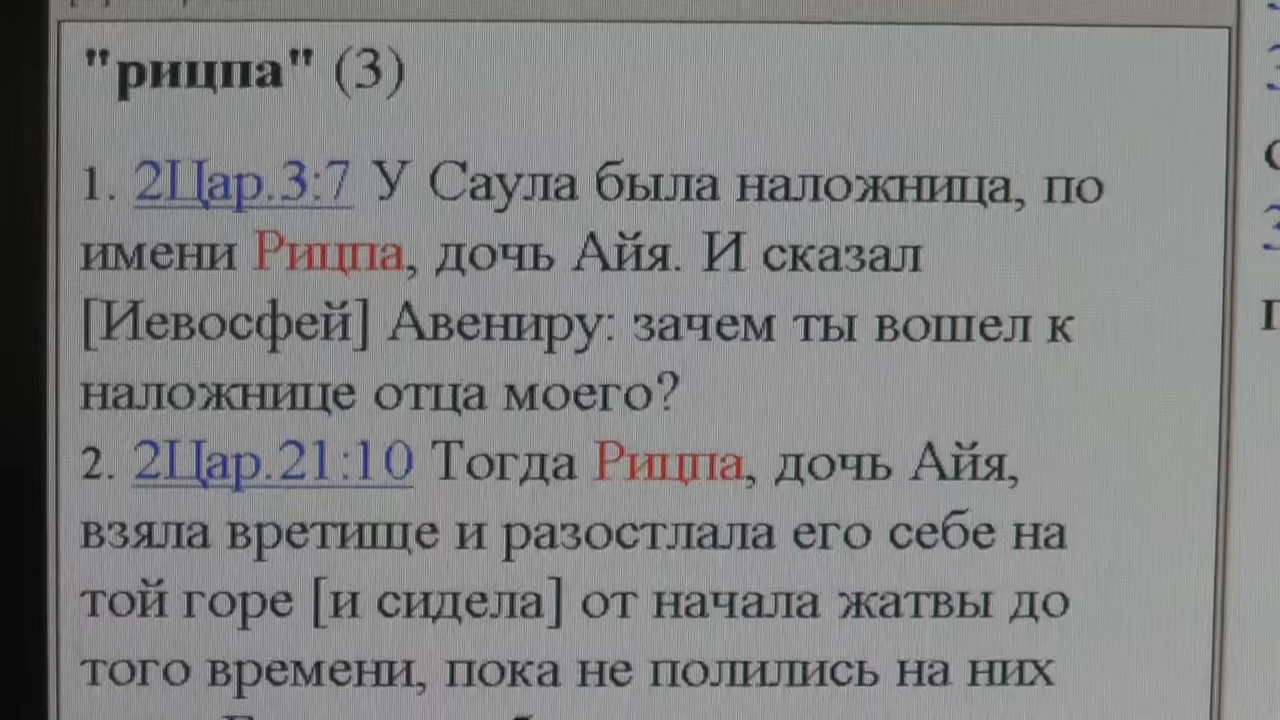 "рицпа" (3)
1. 2Цар.3:7 У Саула была наложница, по
имени Рицпа, дочь Айя. И сказал
[Иевосфей] Авениру: зачем ты вошел к
наложнице отца моего?
2. 2Цар.21:10 Тогда Рицпа, дочь Айя,
взяла вретище и разостлала его себе на
той горе [и сидела] от начала жатвы до
того времени, пока не полились на них